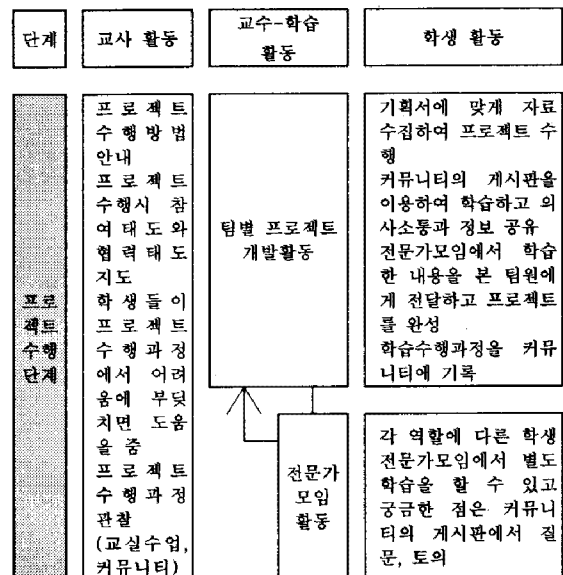 단계
교사 활동
교수-학습
활동
학생 활동
프로
젝트
수행
단계
프로젝트
수행방법
안내
프로젝트
수행시 참
여태도와
협력태도
지도
학생들이
프로젝트
수행과정
에서 어려
움에 부딪
치면 도움
을 줌
프로젝트
수행과정
관찰
(교실수업,
커뮤니티)
팀별 프로젝트
개발활동
전문가
모임
활동
기획서에 맞게 자료
수집하여 프로젝트 수
행
커뮤니티의 게시판을
이용하여 학습하고 의
사소통과 정보 공유
전문가모임에서 학습
한 내용을 본 팀원에
게 전달하고 프로젝트
를 완성
학습수행과정을 커뮤
니티에 기록
각 역할에 다른 학생
전문가모임에서 별도
학습을 할 수 있고
궁금한 점은 커뮤니
티의 게시판에서 질
문, 토의